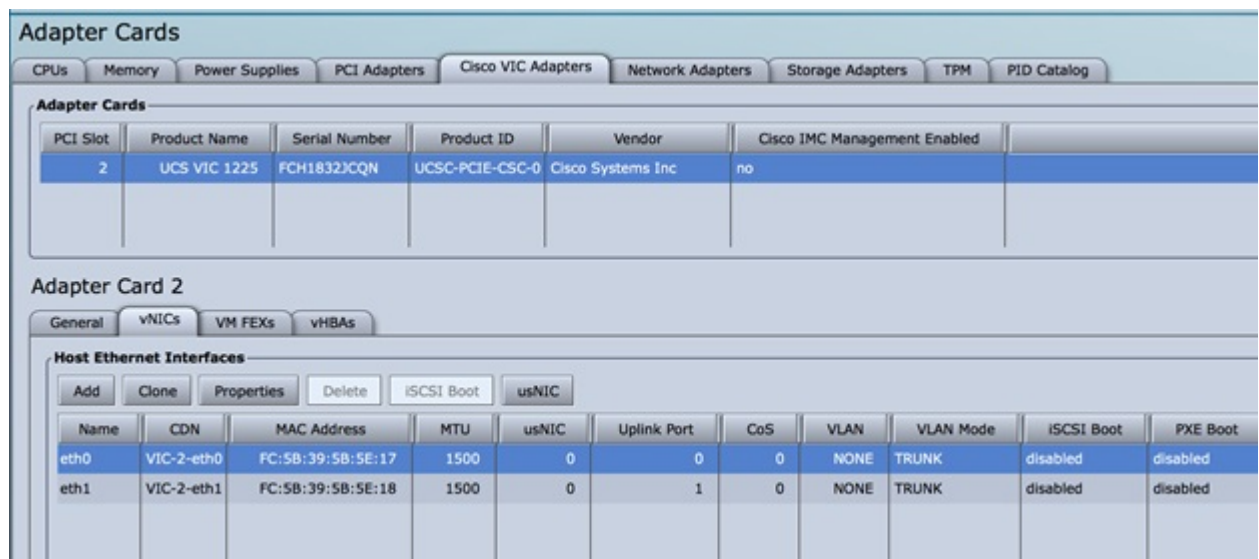 Adapter Cards
CPUs Memory Power Supplies PCI Adapters Cisco VIC Adapters Network Adapters Storage Adapters TPM PID Catalog
Adapter Cards
PCI Slot Product Name Serial Number Product ID Vendor Cisco IMC Management Enabled
2 UCS VIC 1225 FCH1832JCQN UCSC-PCIE-CSC-0 Cisco Systems Inc no
Adapter Card 2
General vNICs VM FEXs vHBAs
Host Ethernet Interfaces
Add Clone Properties Delete iSCSI Boot usNIC
Name CDN MAC Address MTU usNIC Uplink Port CoS VLAN VLAN Mode iSCSI Boot PXE Boot
eth0 VIC-2-eth0 FC:5B:39:5B:5E:17 1500 0 0 0 NONE TRUNK disabled disabled
eth1 VIC-2-eth1 FC:5B:39:5B:5E:18 1500 0 1 0 NONE TRUNK disabled disabled